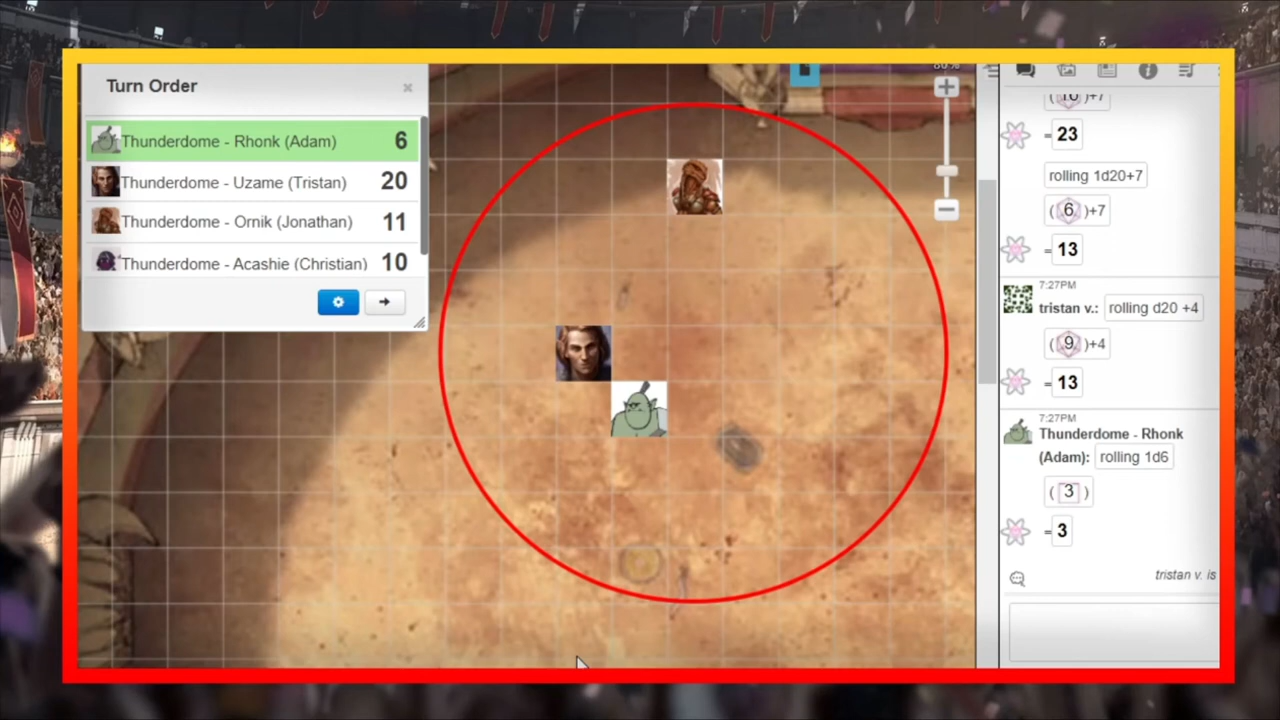 Turn Order
×
Thunderdome - Rhonk (Adam) 6
Thunderdome - Uzame (Tristan) 20
Thunderdome - Ornik (Jonathan) 11
Thunderdome - Acashie (Christian) 10
=23
rolling 1d20+7
(6)+7
=13
7:27PM
tristan v.: rolling d20 +4
(9)+4
=13
7:27PM
Thunderdome - Rhonk
(Adam): rolling 1d6
(3)
=3
tristan v. is